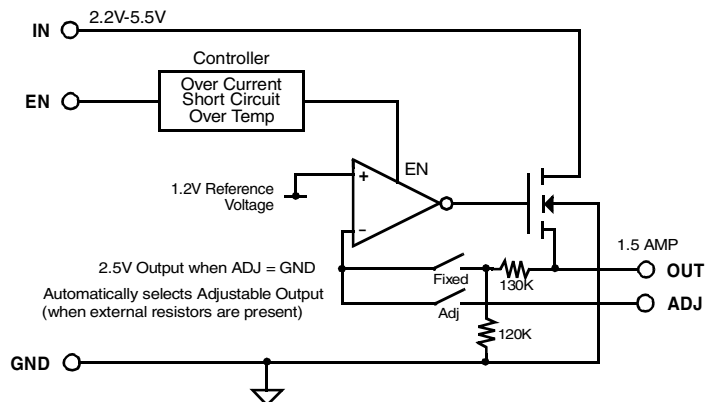 IN
2.2V-5.5V
Controller
EN
Over Current
Short Circuit
Over Temp
EN
+
1.2V Reference
Voltage
–
1.5 AMP
2.5V Output when ADJ = GND
Fixed
130K
OUT
Automatically selects Adjustable Output
(when external resistors are present)
Adj
ADJ
120K
GND